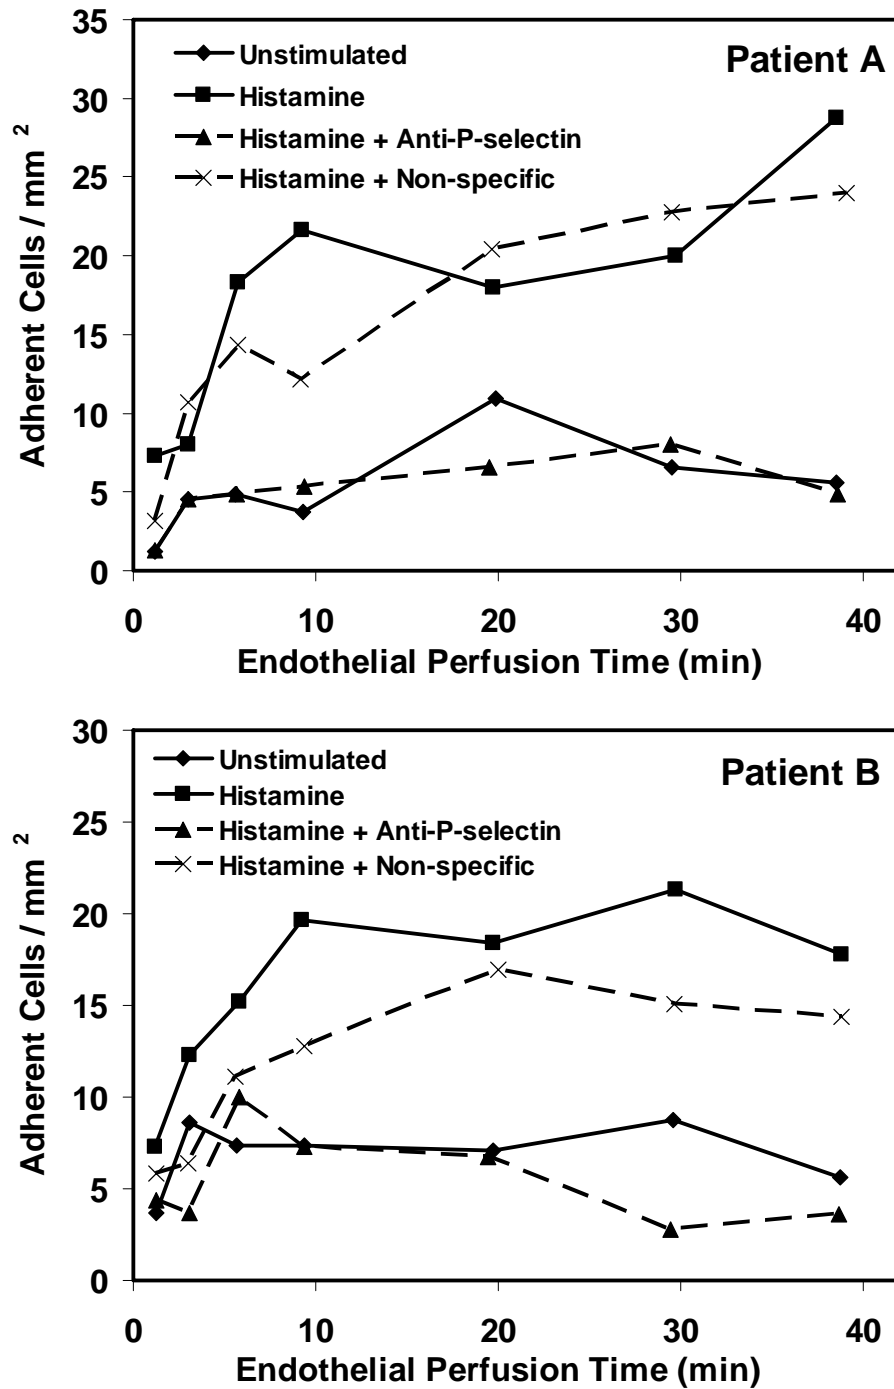 35
30
25
20
15
10
5
0
Adherent Cells / mm 2
Unstimulated
Histamine
Histamine + Anti-P-selectin
Histamine + Non-specific
Patient A
0 10 20 30 40
Endothelial Perfusion Time (min)
30
25
20
15
10
5
0
Adherent Cells / mm 2
Unstimulated
Histamine
Histamine + Anti-P-selectin
Histamine + Non-specific
Patient B
0 10 20 30 40
Endothelial Perfusion Time (min)